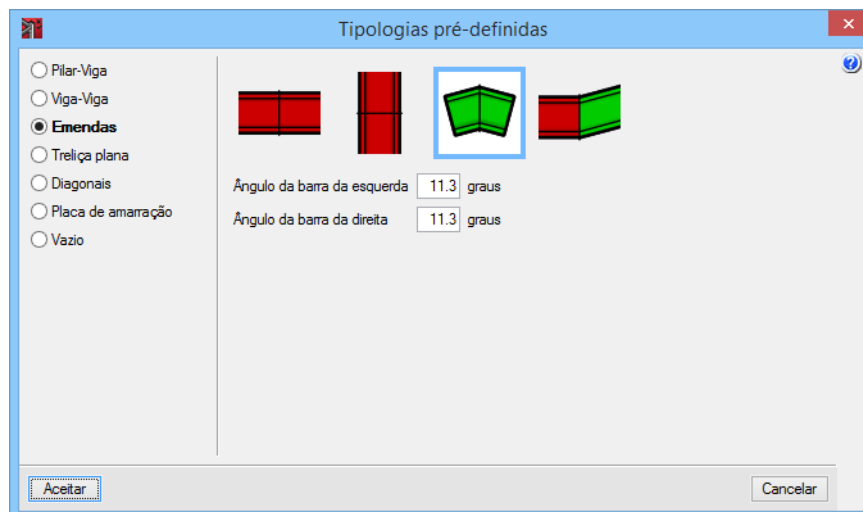 Tipologias pré-definidas
Pilar-Viga
Viga-Viga
Emendas
Treliça plana
Diagonais
Placa de amarração
Vazio
Ângulo da barra da esquerda 11.3 graus
Ângulo da barra da direita 11.3 graus
Aceitar
Cancelar